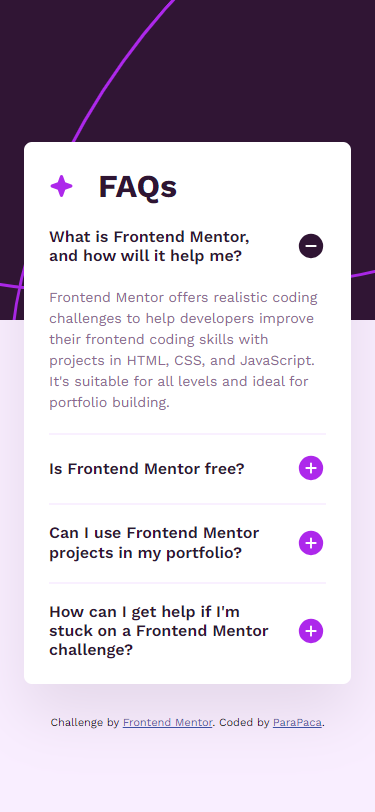 FAQs
What is Frontend Mentor,
and how will it help me?
Frontend Mentor offers realistic coding
challenges to help developers improve
their frontend coding skills with
projects in HTML, CSS, and JavaScript.
It's suitable for all levels and ideal for
portfolio building.
Is Frontend Mentor free?
Can I use Frontend Mentor
projects in my portfolio?
How can I get help if I'm
stuck on a Frontend Mentor
challenge?
Challenge by Frontend Mentor. Coded by ParaPaca.